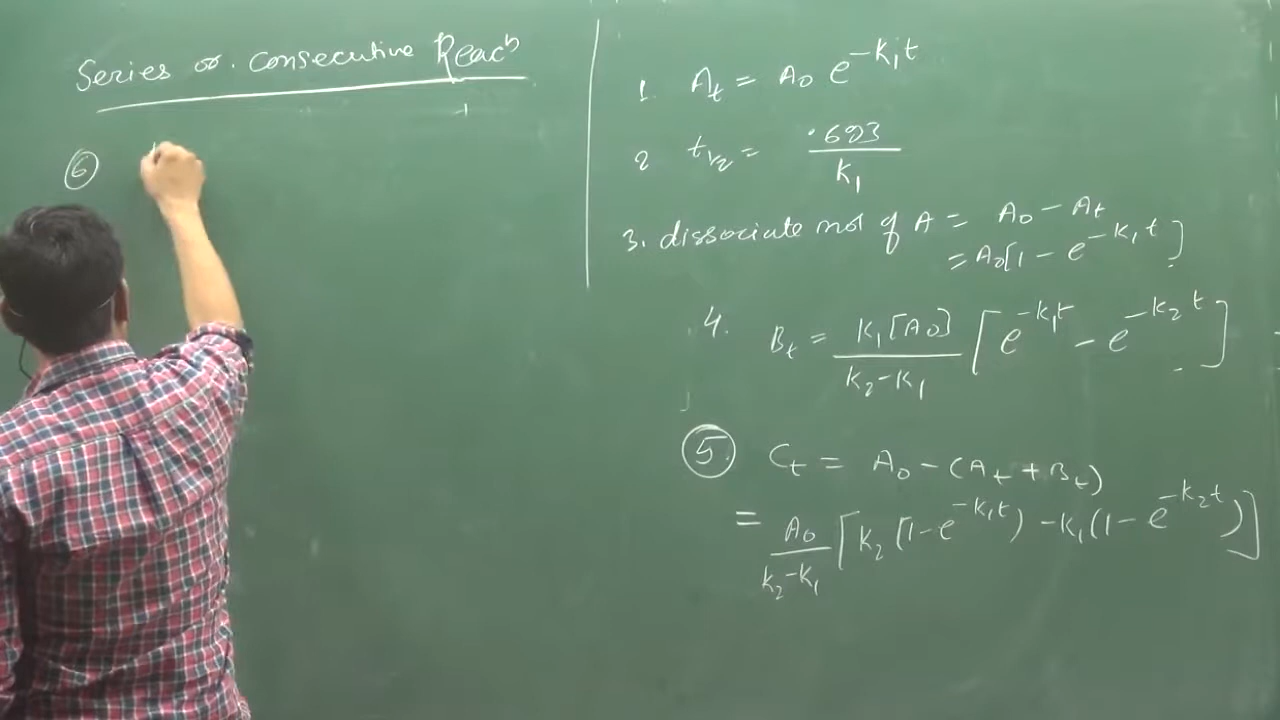 Series or. consecutive Reacⁿ
⑥
1. At = A0 e^-k1t
2 t1/2 = .693/k1
3. dissociate mol of A = A0 - At
= A0[1 - e^-k1t]
4. Bt = k1[A0]/k2-k1 [e^-k1t - e^-k2t]
⑤. Ct = A0 - (At + Bt)
= A0/k2-k1 [k2 (1-e^-k1t) - k1(1 - e^-k2t)]